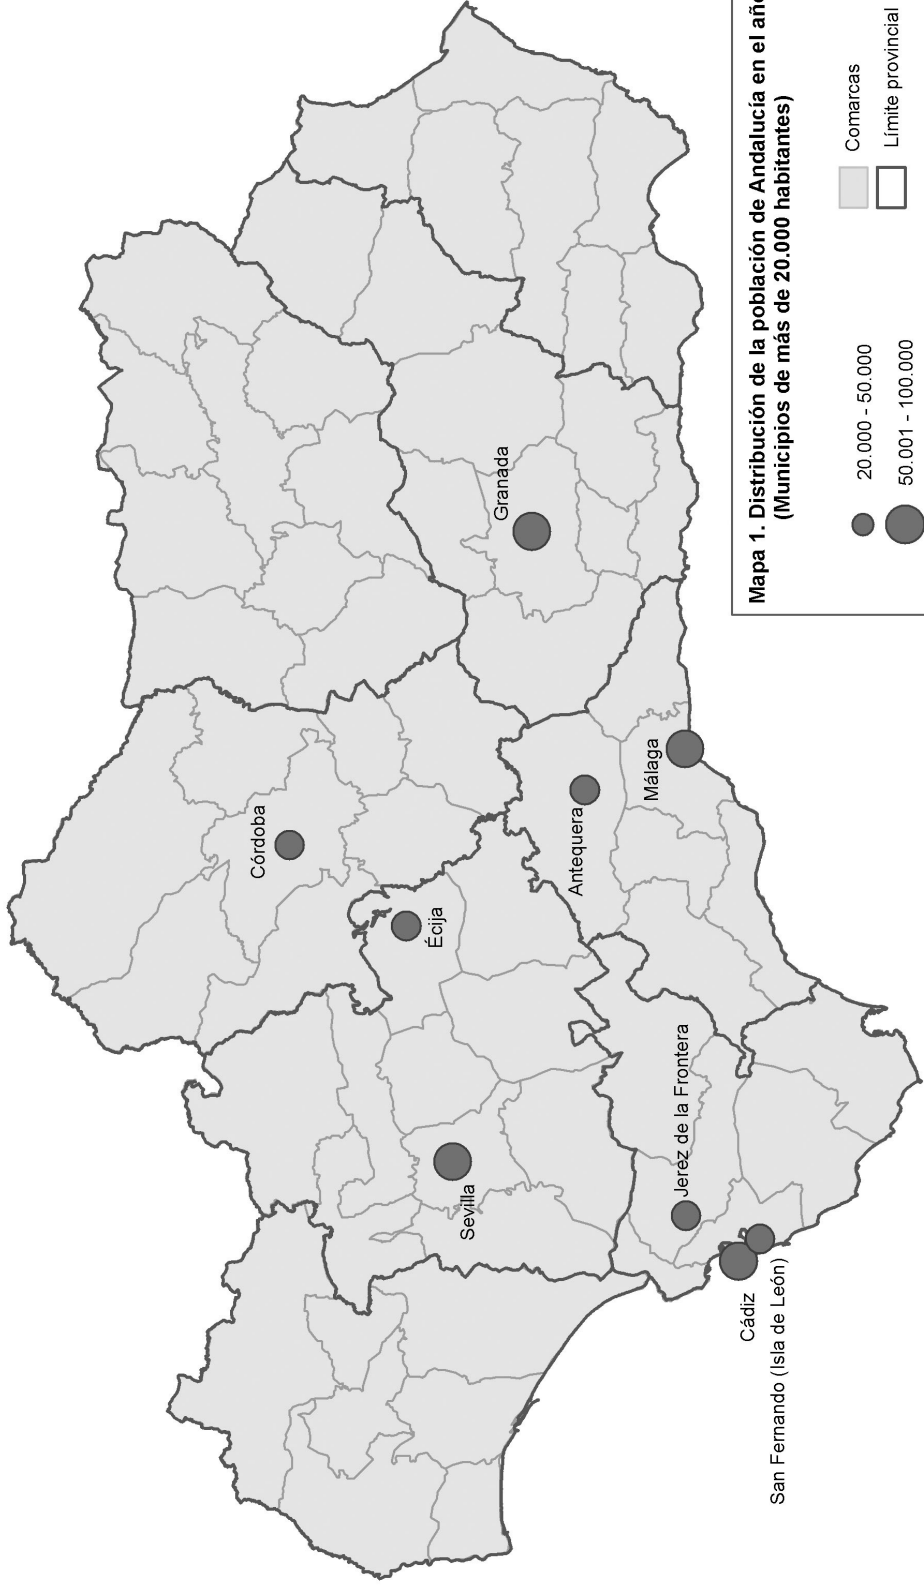 Córdoba
Écija
Sevilla
Granada
Antequera
Málaga
Jerez de la Frontera
Cádiz
San Fernando (Isla de León)
Mapa 1. Distribución de la población de Andalucía en el año
(Municipios de más de 20.000 habitantes)
20.000 - 50.000
50.001 - 100.000
Comarcas
Límite provincial